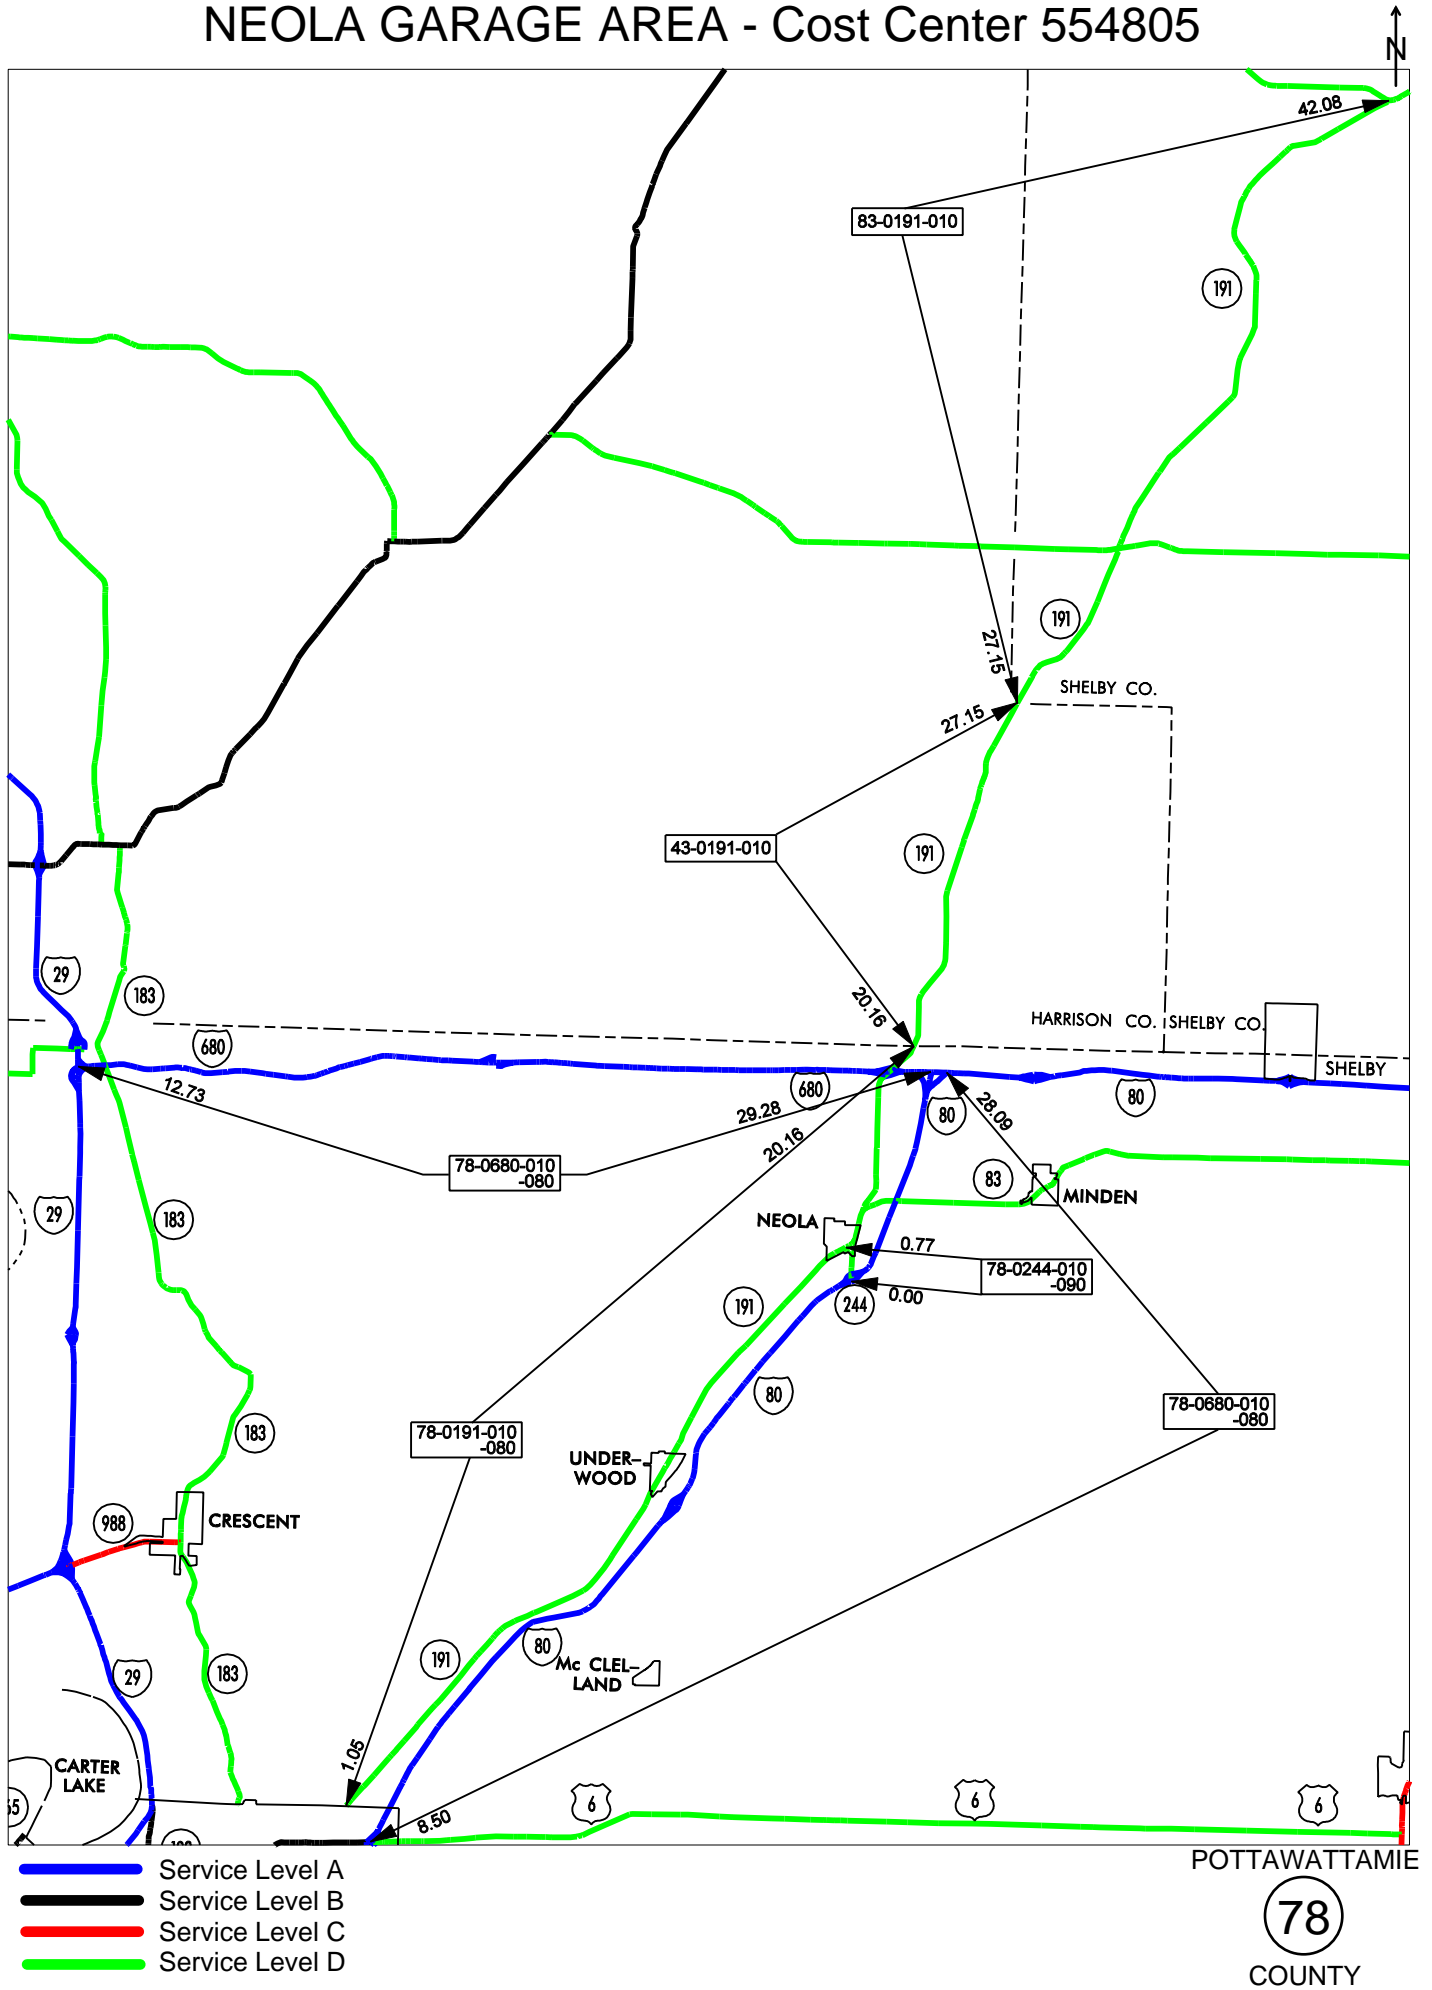 NEOLA GARAGE AREA - Cost Center 554805
N
42.08
83-0191-010
191
191
27.15
SHELBY CO.
27.15
43-0191-010
191
29
183
20.16
HARRISON CO.
SHELBY CO.
680
SHELBY
12.73
680
80
29.28
80
28.09
20.16
78-0680-010
-080
83
MINDEN
29
183
NEOLA
0.77
78-0244-010
-090
0.00
244
191
80
78-0680-010
-080
78-0191-010
-080
183
UNDER-
WOOD
988
CRESCENT
191
80
Mc CLEL-
LAND
29
183
1.05
CARTER
LAKE
6
6
6
8.50
Service Level A
Service Level B
Service Level C
Service Level D
POTTAWATTAMIE
78
COUNTY